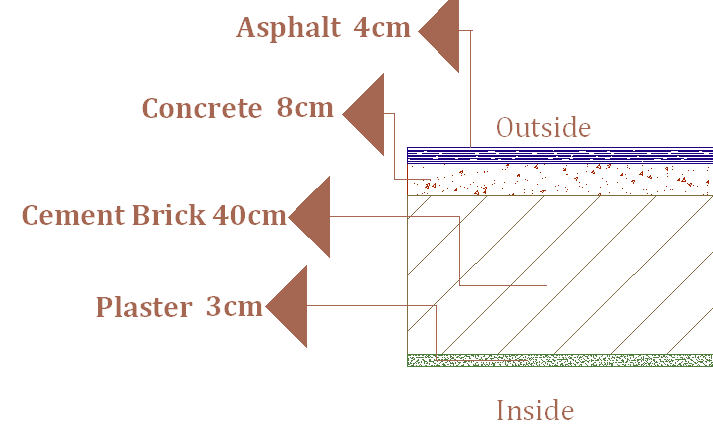 Asphalt 4cm
Concrete 8cm
Outside
Cement Brick 40cm
Plaster 3cm
Inside